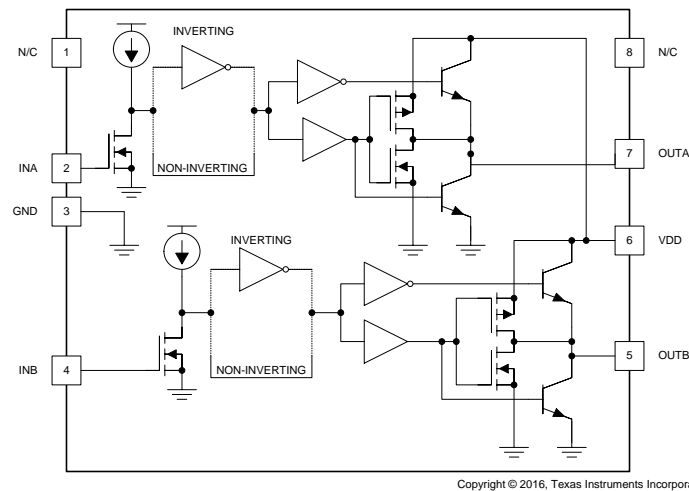 INVERTING
N/C 1
8 N/C
INA 2
NON-INVERTING
7 OUTA
GND 3
INVERTING
6 VDD
INB 4
NON-INVERTING
5 OUTB
Copyright © 2016, Texas Instruments